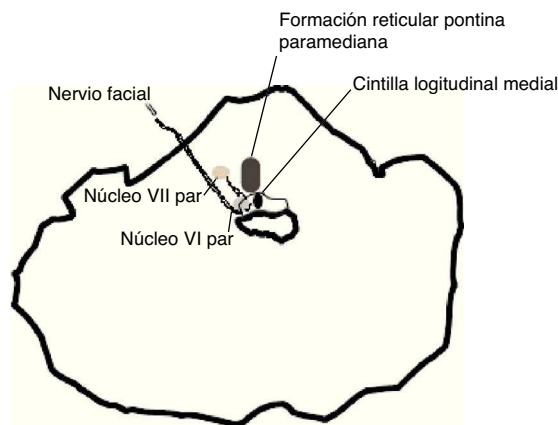 Formación reticular pontina
paramediana
Cintilla logitudinal medial
Nervio facial
Núcleo VII par
Núcleo VI par